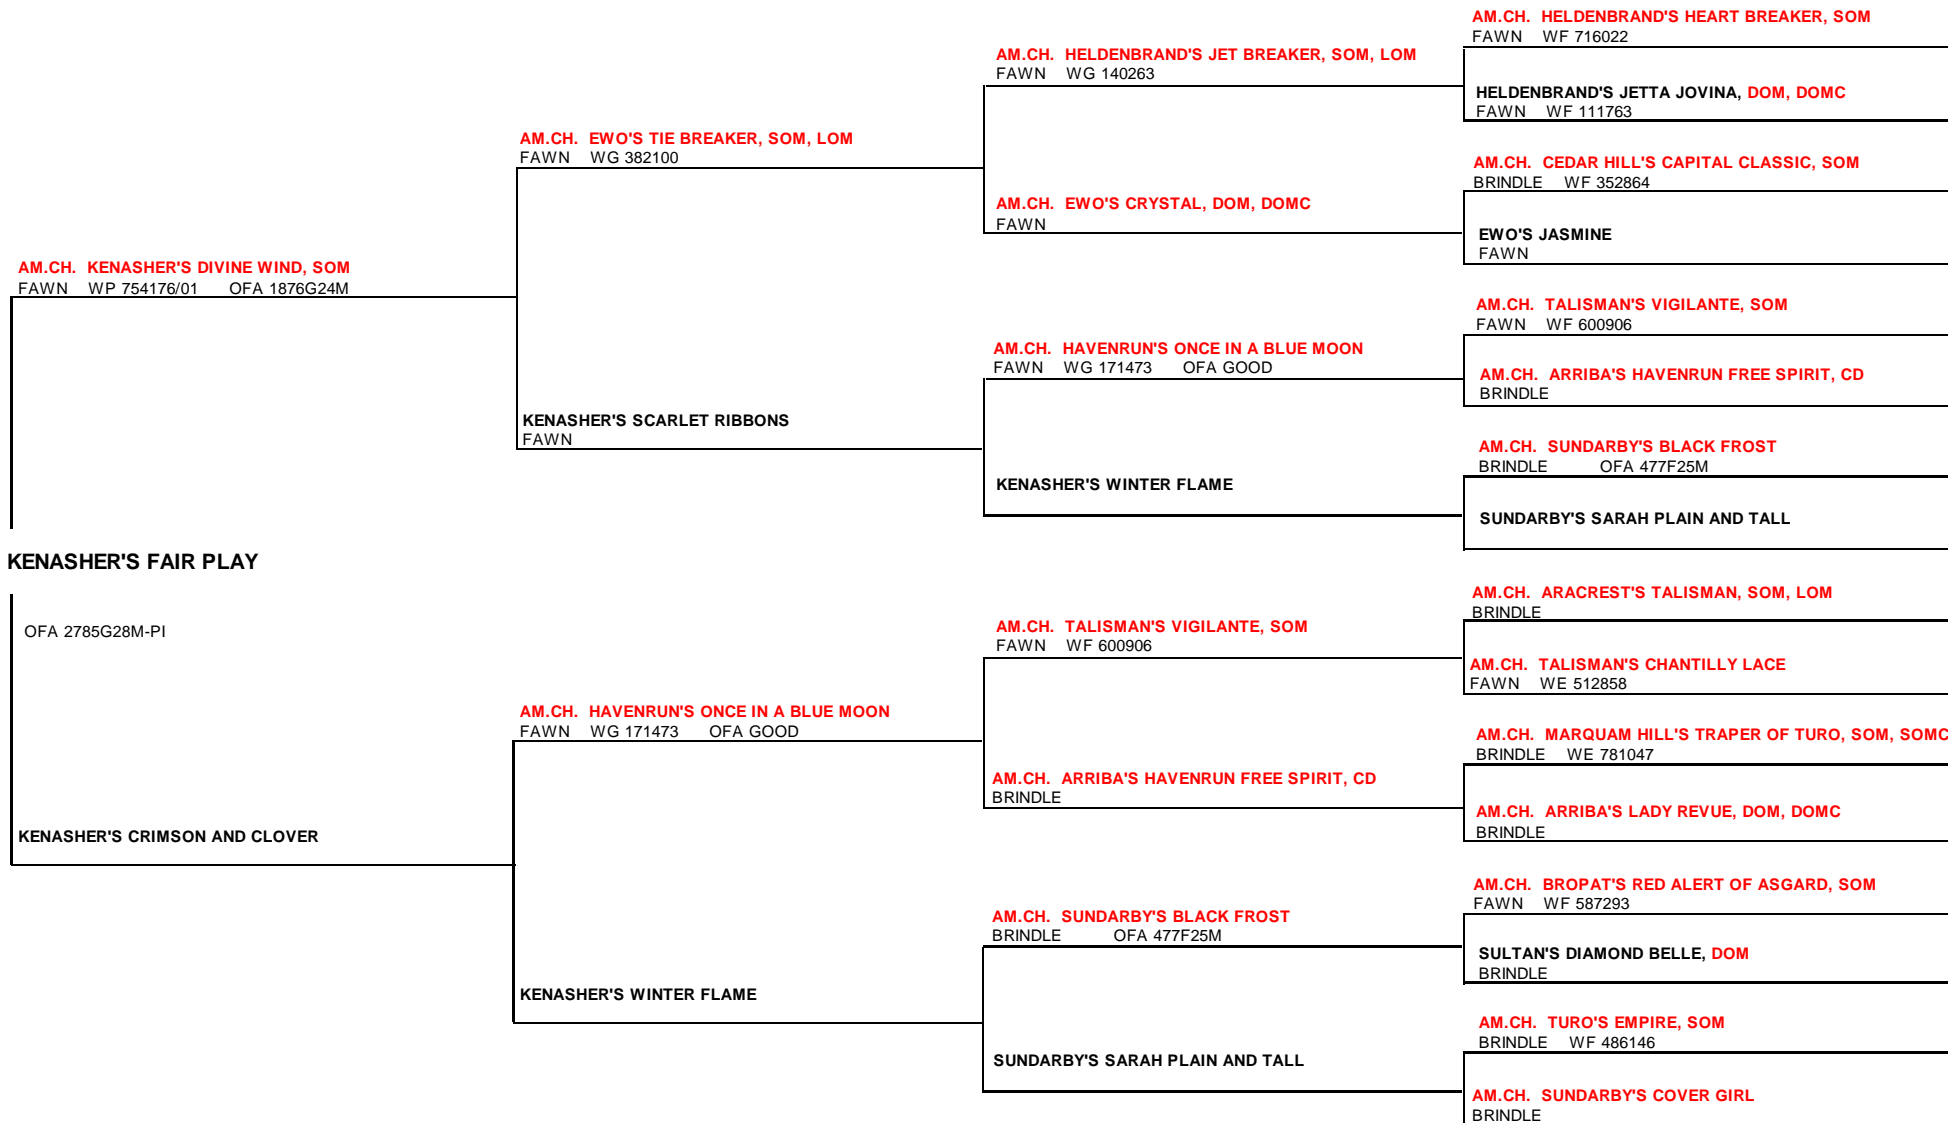 AM.CH. KENASHER'S DIVINE WIND, SOM
FAWN WP 754176/01 OFA 1876G24M
KENASHER'S FAIR PLAY
OFA 2785G28M-PI
KENASHER'S CRIMSON AND CLOVER
AM.CH. EWO'S TIE BREAKER, SOM, LOM
FAWN WG 382100
KENASHER'S SCARLET RIBBONS
FAWN
AM.CH. HAVENRUN'S ONCE IN A BLUE MOON
FAWN WG 171473 OFA GOOD
KENASHER'S WINTER FLAME
AM.CH. HELDENBRAND'S JET BREAKER, SOM, LOM
FAWN WG 140263
AM.CH. EWO'S CRYSTAL, DOM, DOMC
FAWN
AM.CH. HAVENRUN'S ONCE IN A BLUE MOON
FAWN WG 171473 OFA GOOD
KENASHER'S WINTER FLAME
AM.CH. TALISMAN'S VIGILANTE, SOM
FAWN WF 600906
AM.CH. ARRIBA'S HAVENRUN FREE SPIRIT, CD
BRINDLE
AM.CH. SUNDARBY'S BLACK FROST
BRINDLE OFA 477F25M
SUNDARBY'S SARAH PLAIN AND TALL
AM.CH. HELDENBRAND'S HEART BREAKER, SOM
FAWN WF 716022
HELDENBRAND'S JETTA JOVINA, DOM, DOMC
FAWN WF 111763
AM.CH. CEDAR HILL'S CAPITAL CLASSIC, SOM
BRINDLE WF 352864
EWO'S JASMINE
FAWN
AM.CH. TALISMAN'S VIGILANTE, SOM
FAWN WF 600906
AM.CH. ARRIBA'S HAVENRUN FREE SPIRIT, CD
BRINDLE
AM.CH. SUNDARBY'S BLACK FROST
BRINDLE OFA 477F25M
SUNDARBY'S SARAH PLAIN AND TALL
AM.CH. ARACREST'S TALISMAN, SOM, LOM
BRINDLE
AM.CH. TALISMAN'S CHANTILLY LACE
FAWN WE 512858
AM.CH. MARQUAM HILL'S TRAPER OF TURO, SOM, SOMC
BRINDLE WE 781047
AM.CH. ARRIBA'S LADY REVUE, DOM, DOMC
BRINDLE
AM.CH. BROPAT'S RED ALERT OF ASGARD, SOM
FAWN WF 587293
SULTAN'S DIAMOND BELLE, DOM
BRINDLE
AM.CH. TURO'S EMPIRE, SOM
BRINDLE WF 486146
AM.CH. SUNDARBY'S COVER GIRL
BRINDLE